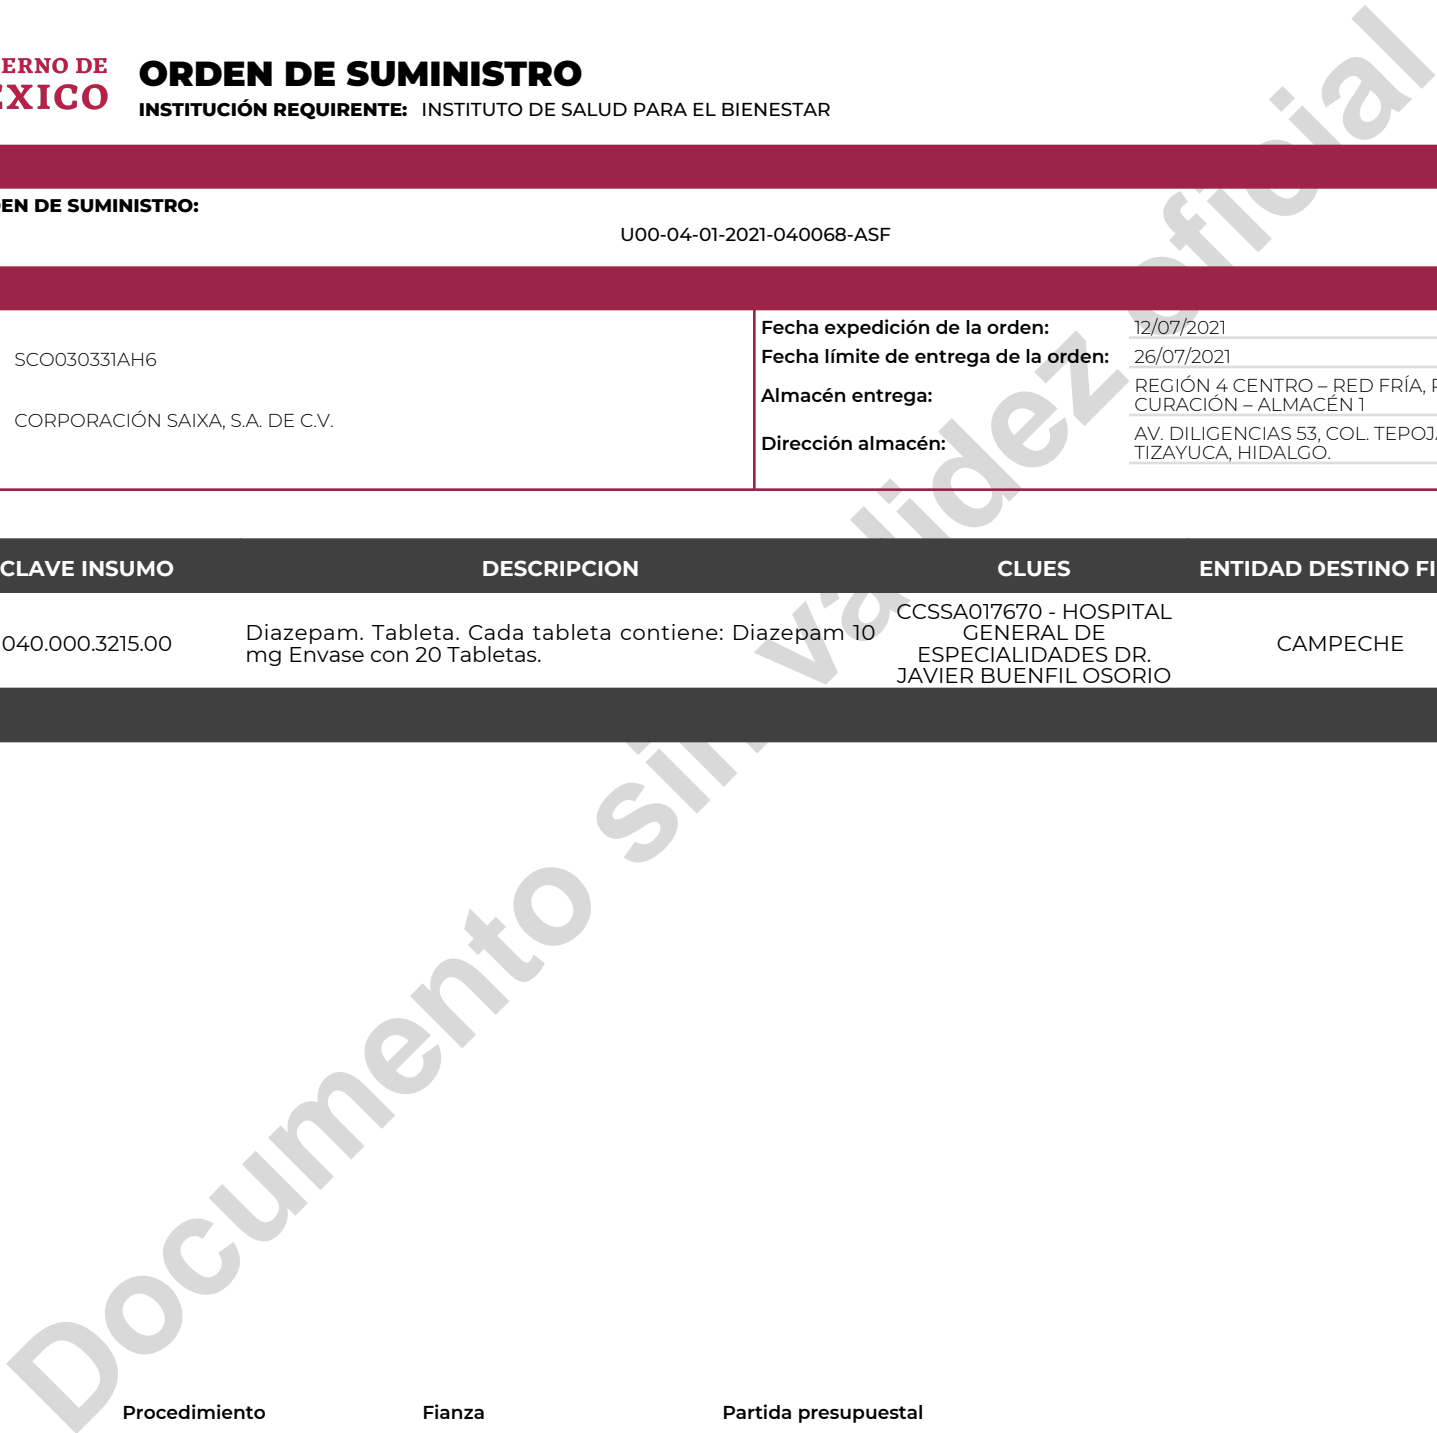 ERNO DE
ORDEN DE SUMINISTRO
INSTITUCIÓN REQUIRENTE: INSTITUTO DE SALUD PARA EL BIENESTAR
EN DE SUMINISTRO:
U00-04-01-2021-040068-ASF
SCO030331AH6
CORPORACIÓN SAIXA, S.A. DE C.V.
Fecha expedición de la orden: 12/07/2021
Fecha límite de entrega de la orden: 26/07/2021
Almacén entrega: REGIÓN 4 CENTRO – RED FRÍA,
CURACIÓN – ALMACÉN 1
Dirección almacén: AV. DILIGENCIAS 53, COL. TEPOJ
TIZAYUCA, HIDALGO.
CLAVE INSUMO DESCRIPCION CLUES ENTIDAD DESTINO FI
040.000.3215.00
Diazepam. Tableta. Cada tableta contiene: Diazepam 10
mg Envase con 20 Tabletas.
CCSSA017670 - HOSPITAL
GENERAL DE
ESPECIALIDADES DR.
JAVIER BUENFIL OSORIO
CAMPECHE
Documento sin validez oficial
Procedimiento Fianza Partida presupuestal